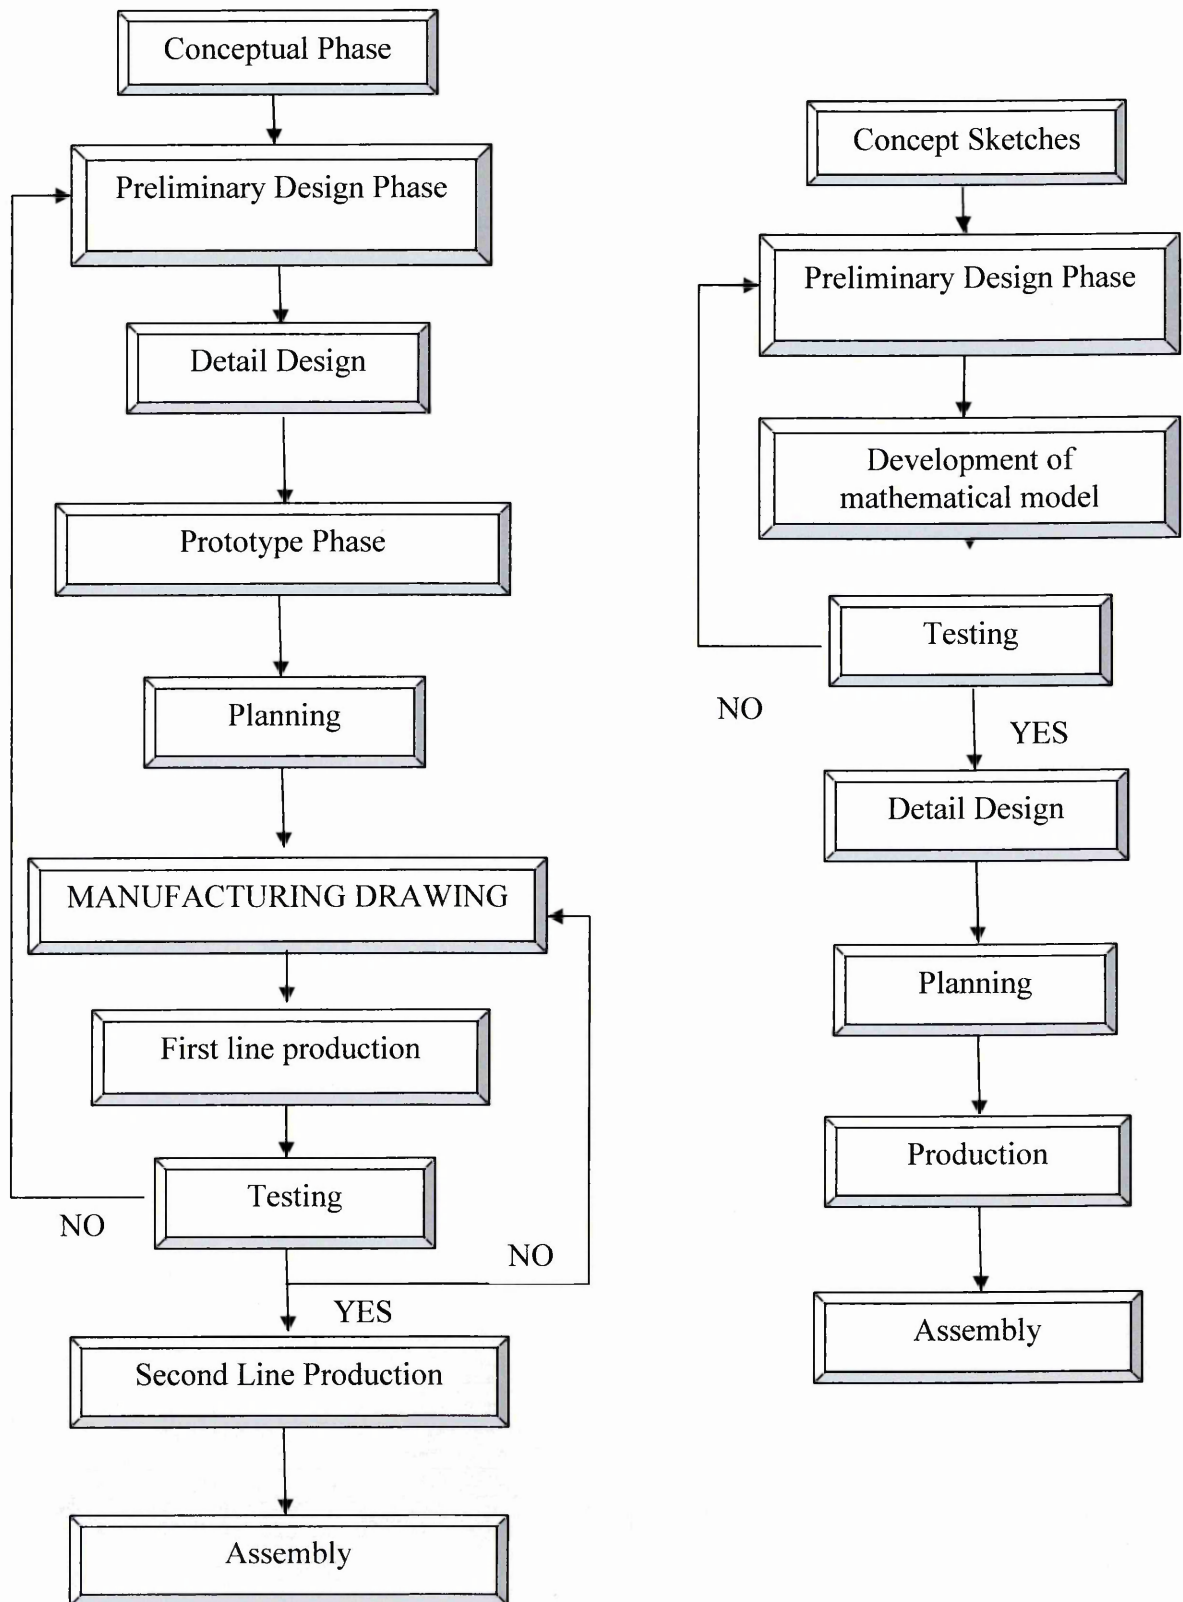 Conceptual Phase
Preliminary Design Phase
Detail Design
Prototype Phase
Planning
MANUFACTURING DRAWING
First line production
Testing
NO
NO
YES
Second Line Production
Assembly
Concept Sketches
Preliminary Design Phase
Development of
mathematical model
Testing
NO
YES
Detail Design
Planning
Production
Assembly